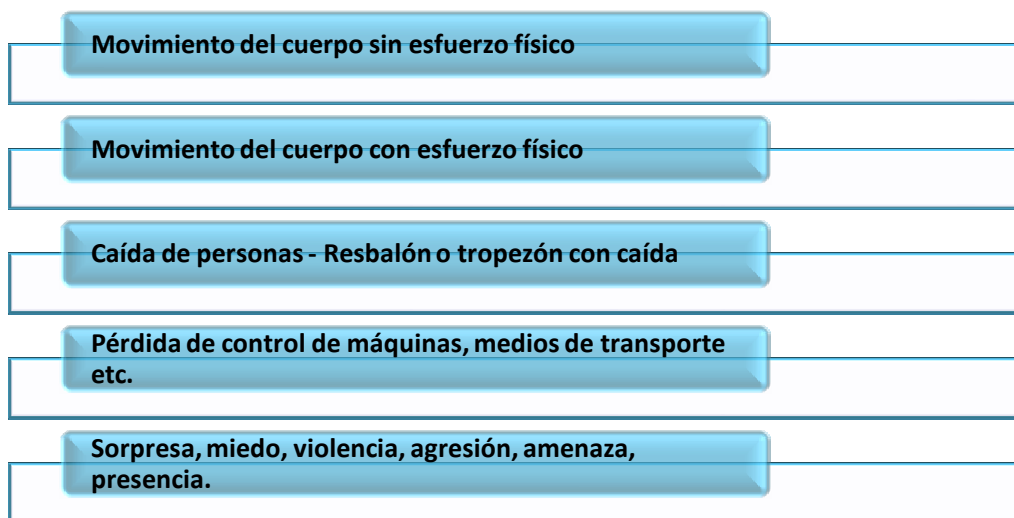 Movimiento del cuerpo sin esfuerzo físico
Movimiento del cuerpo con esfuerzo físico
Caída de personas - Resbalón o tropezón con caída
Pérdida de control de máquinas, medios de transporte
etc.
Sorpresa, miedo, violencia, agresión, amenaza,
presencia.